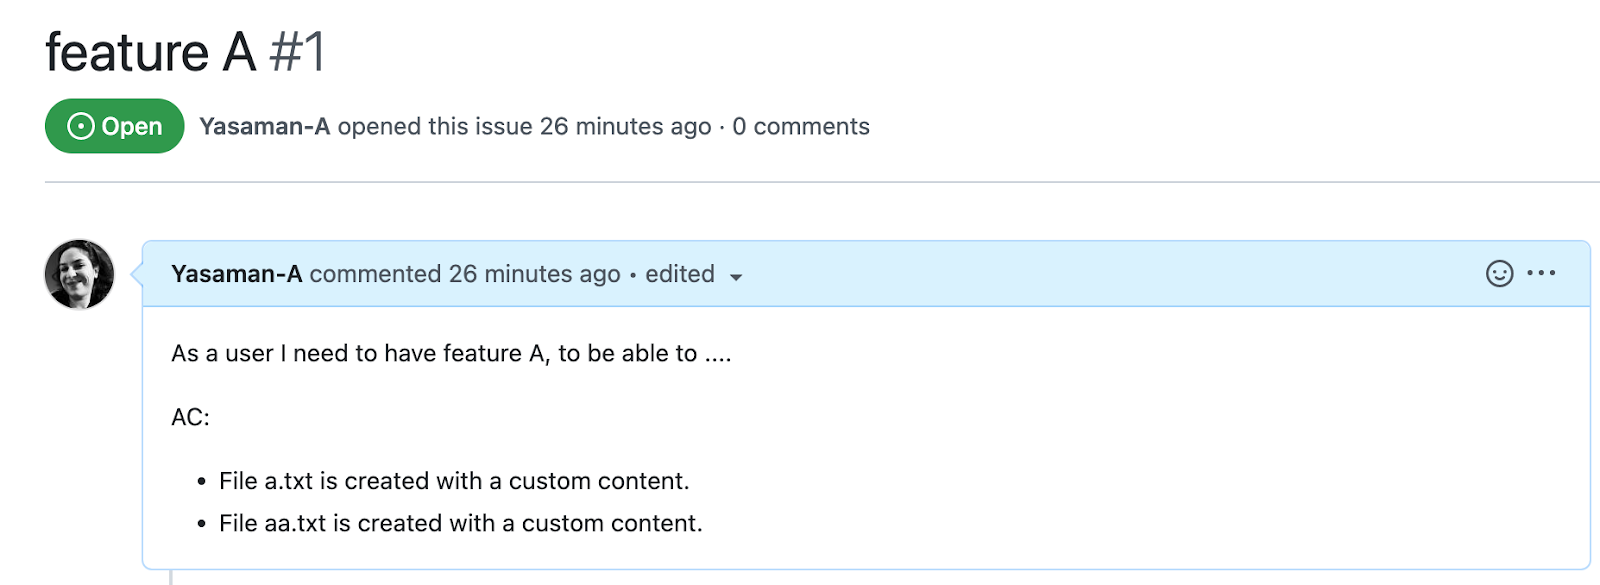 feature A #1
Open Yasaman-A opened this issue 26 minutes ago · 0 comments
Yasaman-A commented 26 minutes ago • edited
As a user I need to have feature A, to be able to ....
AC:
• File a.txt is created with a custom content.
• File aa.txt is created with a custom content.